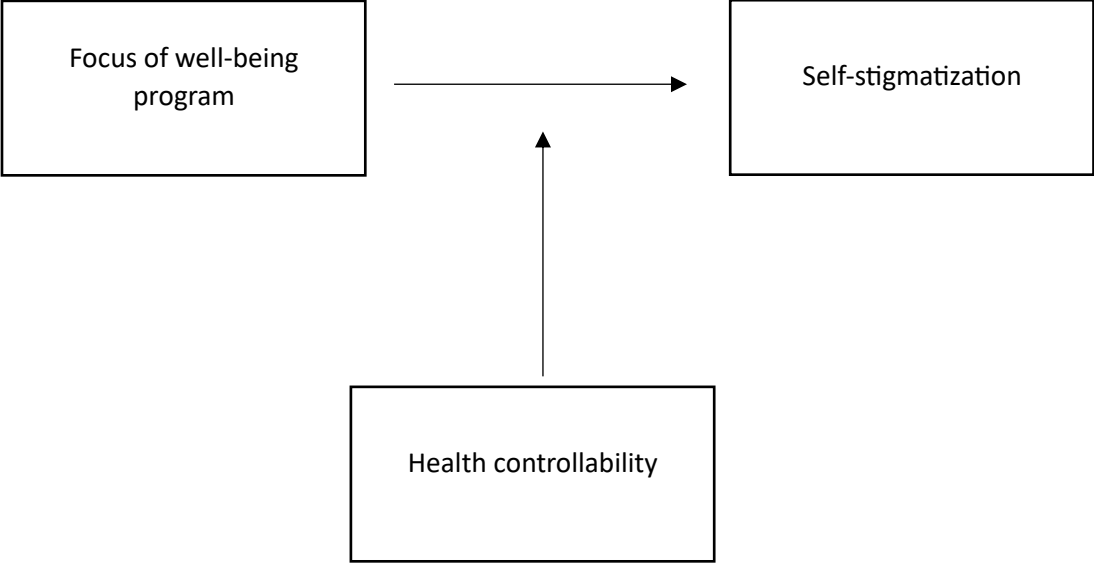 Focus of well-being
program
Self-stigmatization
Health controllability